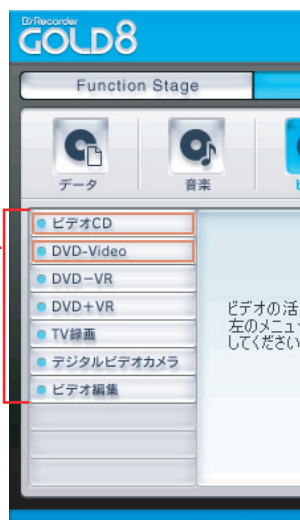 B's Recorder
GOLD8
Function Stage
データ
音楽
ビデオCD
DVD-Video
DVD−VR
DVD+VR
TV録画
デジタルビデオカメラ
ビデオ編集
ビデオの活
左のメニュ
してください